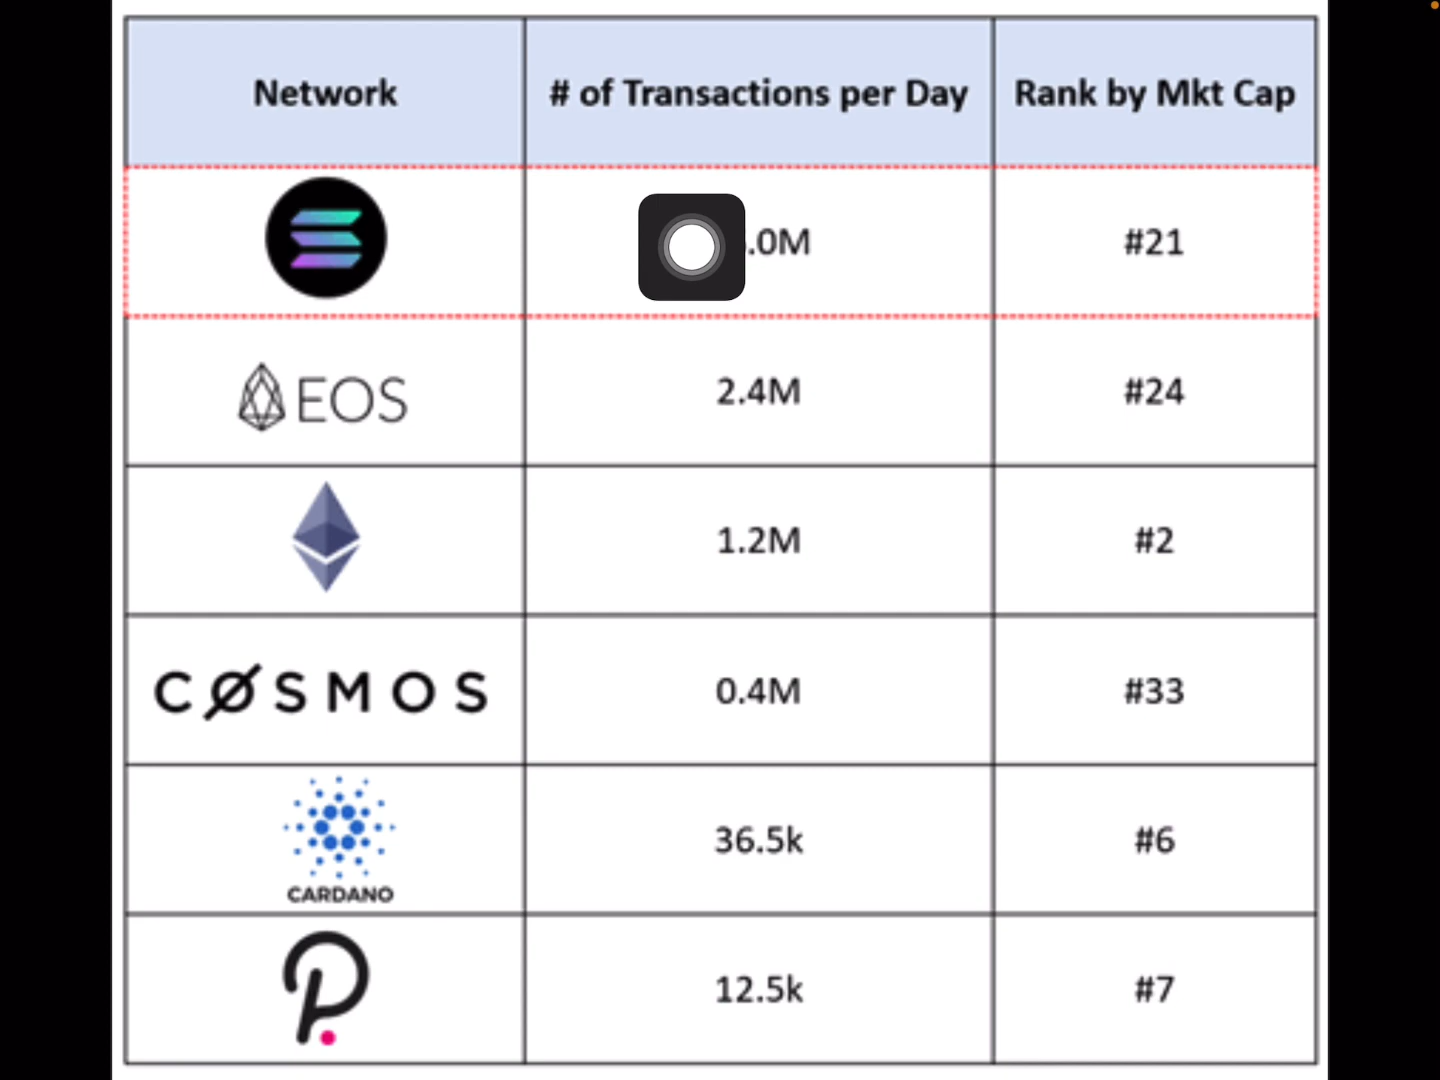 Network # of Transactions per Day Rank by Mkt Cap
.0M #21
EOS 2.4M #24
1.2M #2
CØSMOS 0.4M #33
CARDANO 36.5k #6
12.5k #7